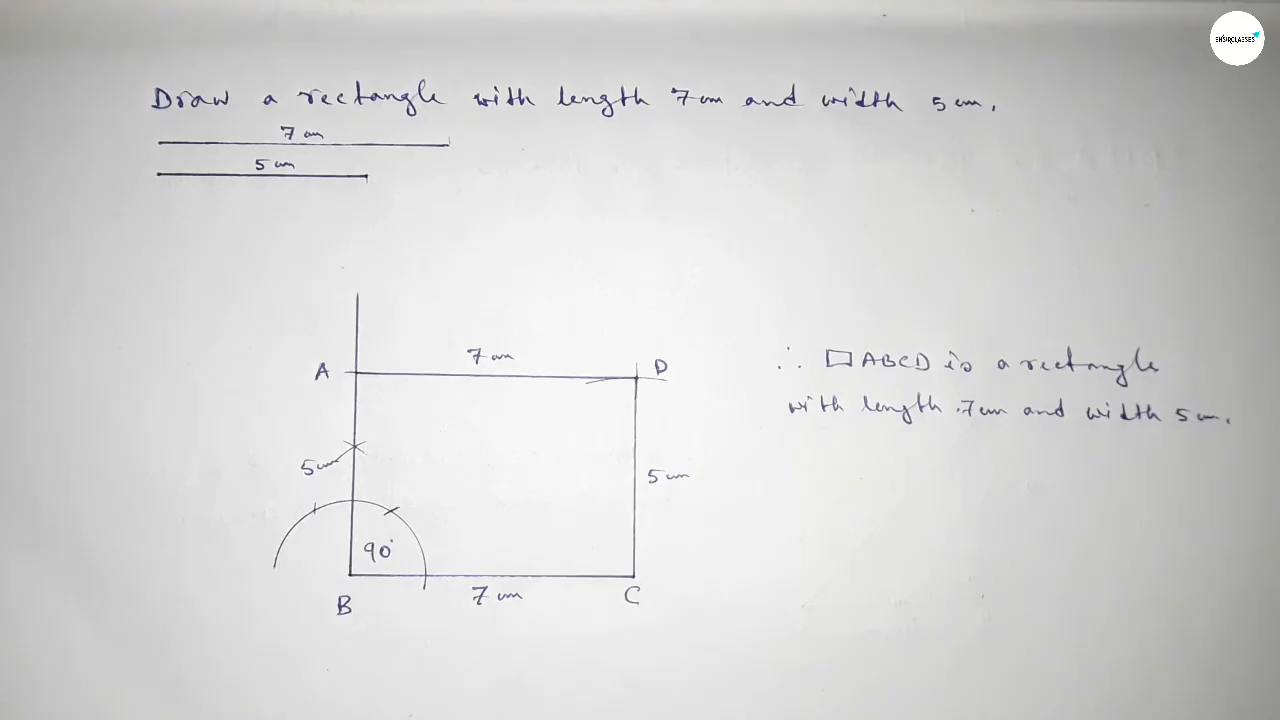 EHSIRCLASSES
Draw a rectangle with length 7cm and width 5cm.
7cm
5cm
7cm
A
D
∴ ▭ABCD is a rectangle
with length 7cm and width 5cm.
5cm
5cm
90°
7cm
B
C